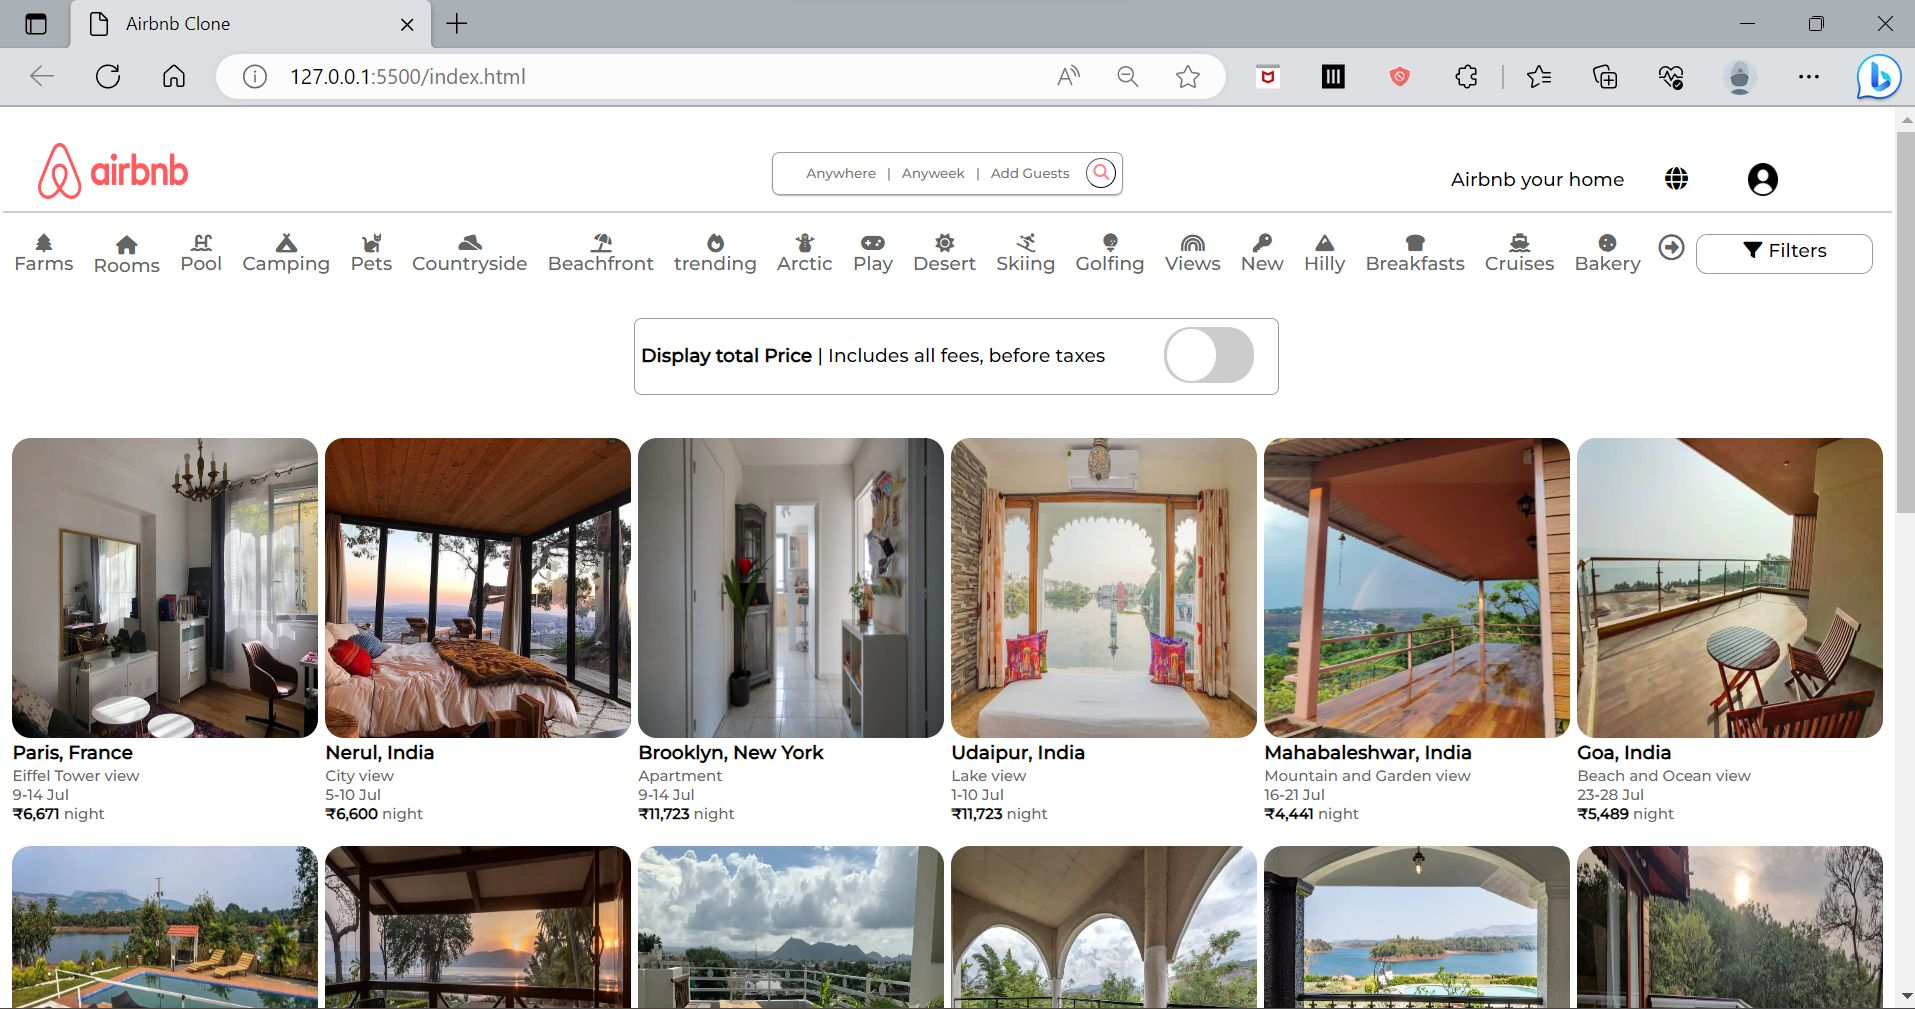 Airbnb Clone
127.0.0.1:5500/index.html
airbnb
Anywhere | Anyweek | Add Guests
Airbnb your home
Farms Rooms Pool Camping Pets Countryside Beachfront trending Arctic Play Desert Skiing Golfing Views New Hilly Breakfasts Cruises Bakery Filters
Display total Price | Includes all fees, before taxes
Paris, France
Eiffel Tower view
9-14 Jul
₹6,671 night
Nerul, India
City view
5-10 Jul
₹6,600 night
Brooklyn, New York
Apartment
9-14 Jul
₹11,723 night
Udaipur, India
Lake view
1-10 Jul
₹11,723 night
Mahabaleshwar, India
Mountain and Garden view
16-21 Jul
₹4,441 night
Goa, India
Beach and Ocean view
23-28 Jul
₹5,489 night